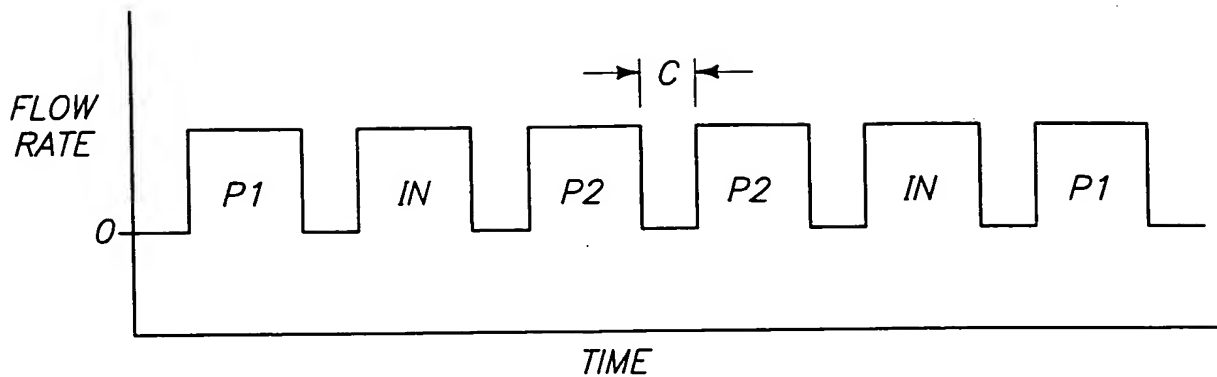 C
FLOW
RATE
P1 IN P2 P2 IN P1
0
TIME